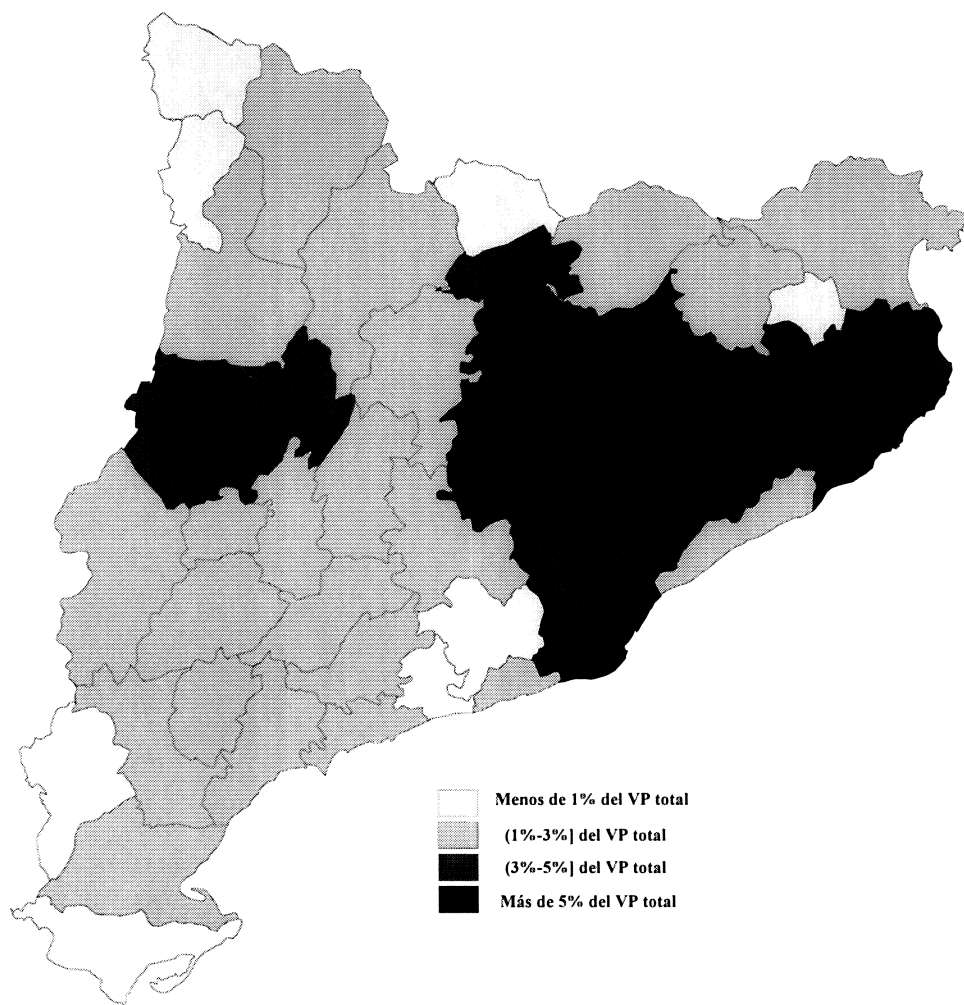 Menos de 1% del VP total
(1%-3%] del VP total
(3%-5%] del VP total
Más de 5% del VP total